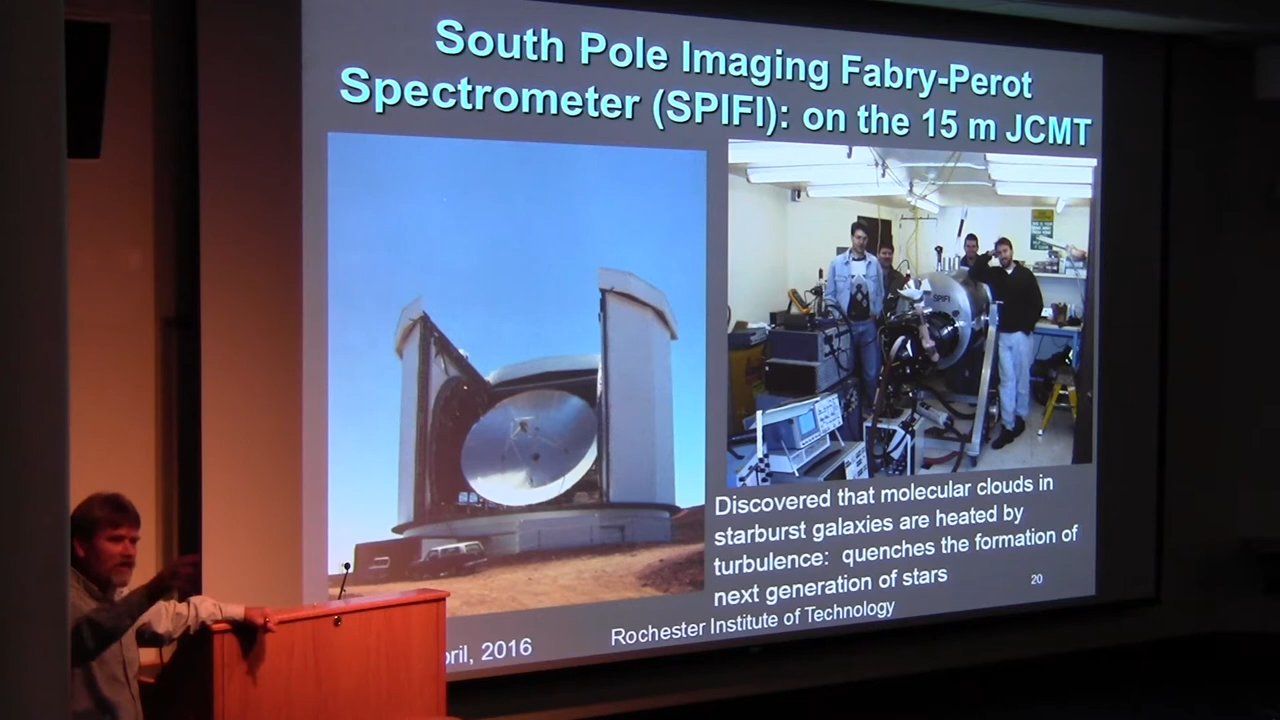 South Pole Imaging Fabry-Perot
Spectrometer (SPIFI): on the 15 m JCMT
SPIFI
Discovered that molecular clouds in
starburst galaxies are heated by
turbulence: quenches the formation of
next generation of stars
20
Rochester Institute of Technology
pril, 2016